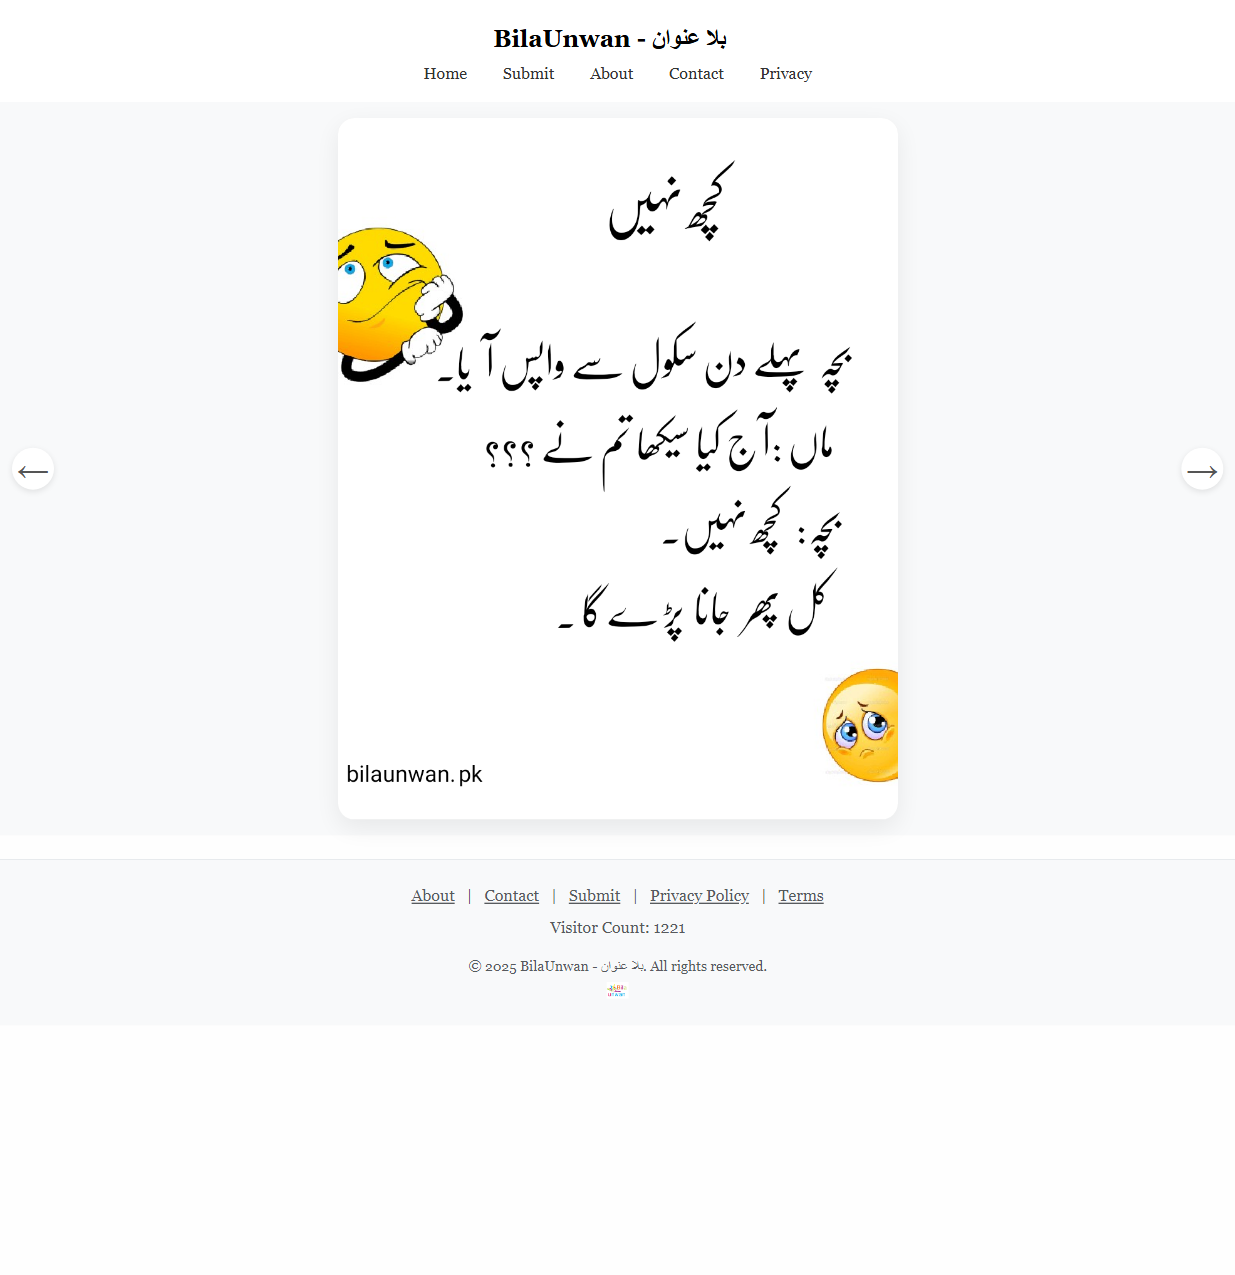 BilaUnwan - بلا عنوان
Home Submit About Contact Privacy
کچھ نہیں
بچہ پہلے دن سکول سے واپس آ یا۔
ماں :آ ج کیا سیکھا تم نے ؟؟؟
بچہ: کچھ نہیں۔
کل پھر جانا پڑے گا۔
bilaunwan.pk
← →
About | Contact | Submit | Privacy Policy | Terms
Visitor Count: 1221
© 2025 BilaUnwan - بلا عنوان. All rights reserved.